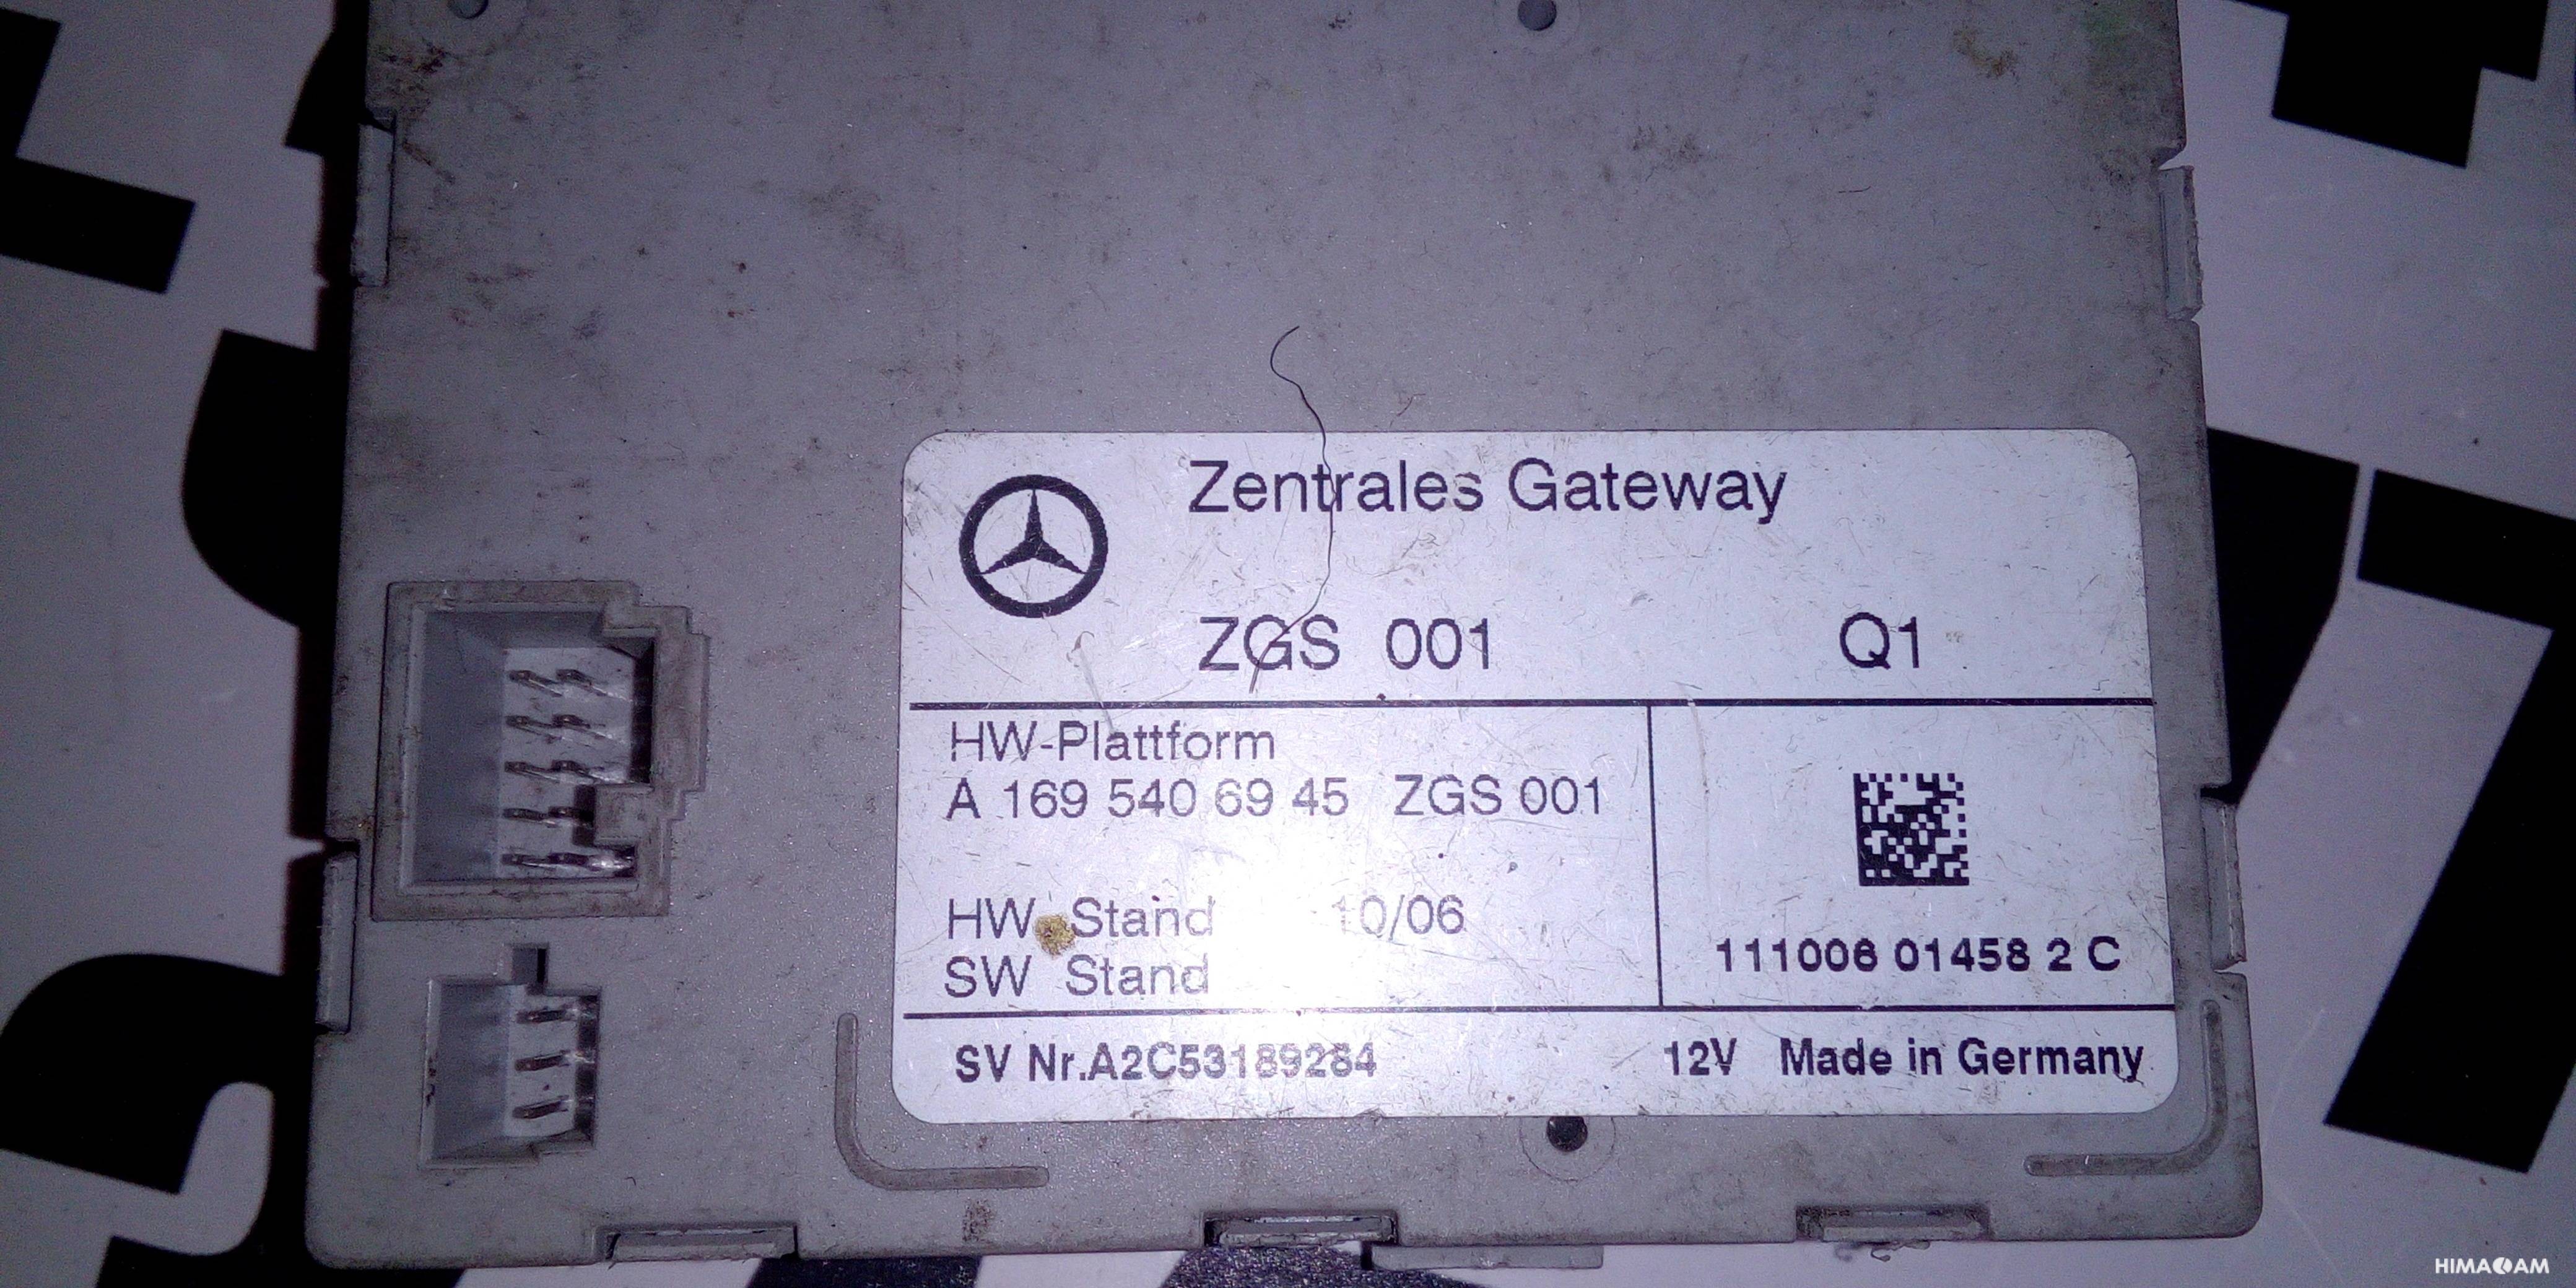 Zentrales Gateway
ZGS 001 Q1
HW-Plattform
A 169 540 69 45 ZGS 001
HW Stand 10/06
SW Stand
111006 01458 2 C
SV Nr.A2C53189284 12V Made in Germany
HIMACAM